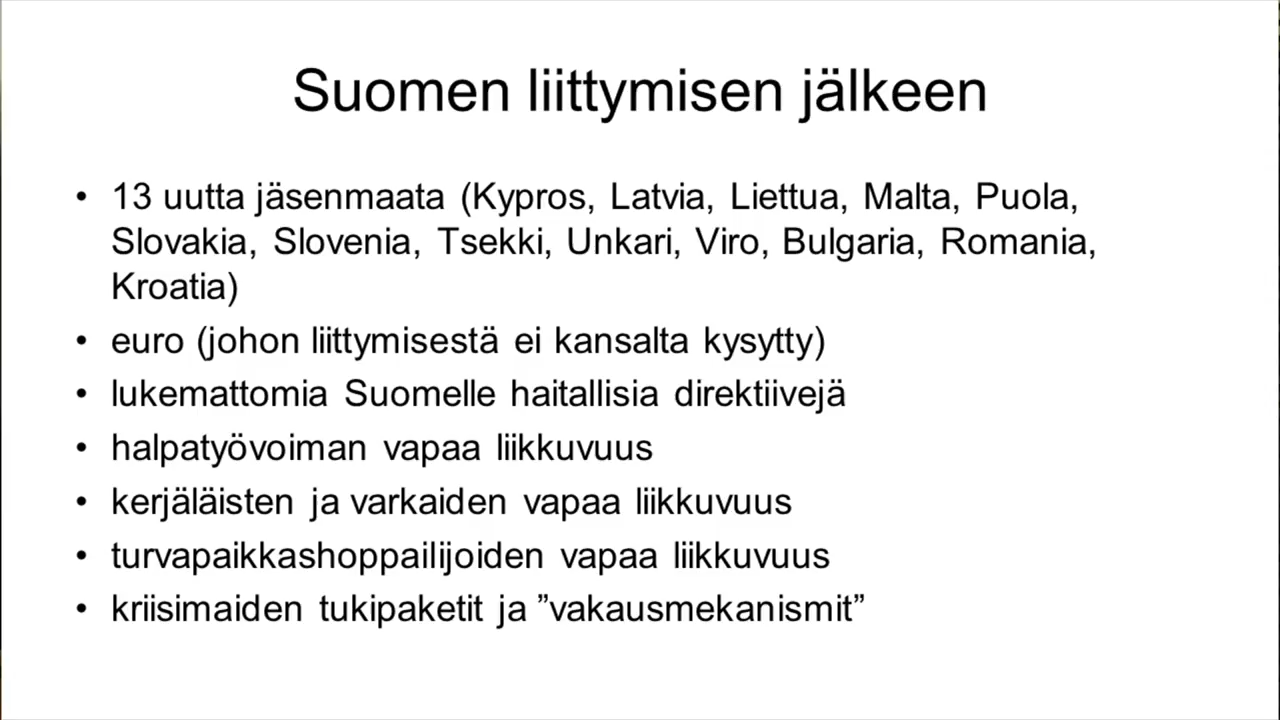 Suomen liittymisen jälkeen
• 13 uutta jäsenmaata (Kypros, Latvia, Liettua, Malta, Puola,
Slovakia, Slovenia, Tsekki, Unkari, Viro, Bulgaria, Romania,
Kroatia)
• euro (johon liittymisestä ei kansalta kysytty)
• lukemattomia Suomelle haitallisia direktiivejä
• halpatyövoiman vapaa liikkuvuus
• kerjäläisten ja varkaiden vapaa liikkuvuus
• turvapaikkashoppailijoiden vapaa liikkuvuus
• kriisimaiden tukipaketit ja ”vakausmekanismit”